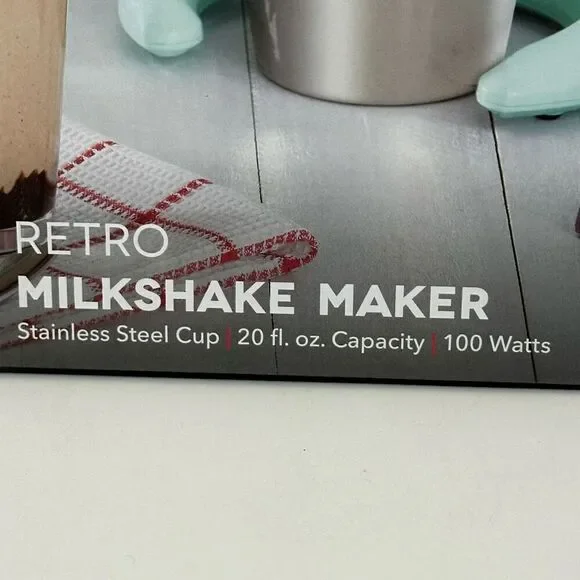 RETRO
MILKSHAKE MAKER
Stainless Steel Cup | 20 fl. oz. Capacity | 100 Watts